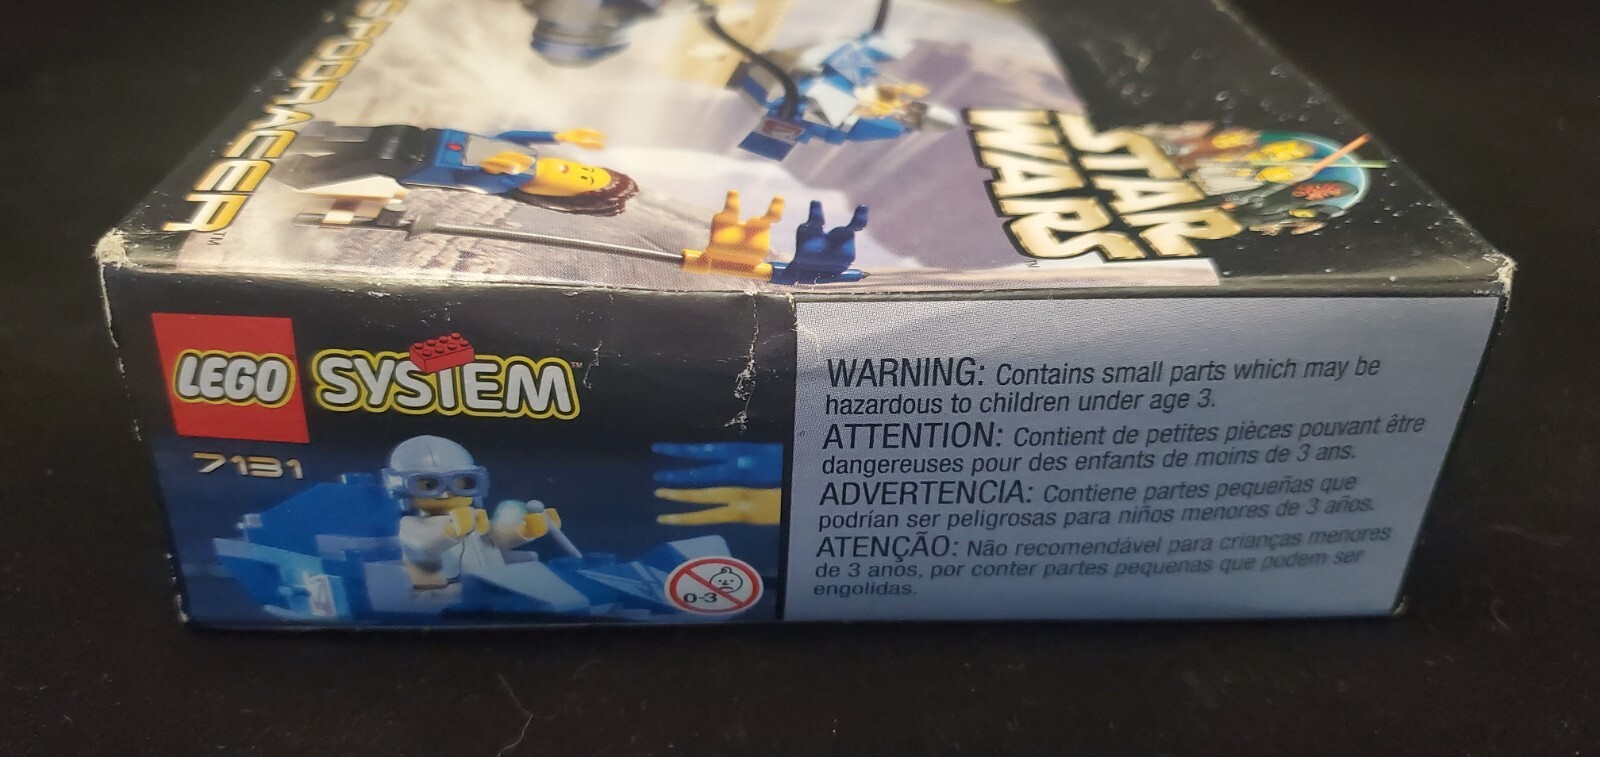 SPODRACER™
STAR
WARS™
LEGO SYSTEM™
7131
0-3
WARNING: Contains small parts which may be
hazardous to children under age 3.
ATTENTION: Contient de petites pièces pouvant être
dangereuses pour des enfants de moins de 3 ans.
ADVERTENCIA: Contiene partes pequeñas que
podrían ser peligrosas para niños menores de 3 años.
ATENÇÃO: Não recomendável para crianças menores
de 3 anos, por conter partes pequenas que podem ser
engolidas.